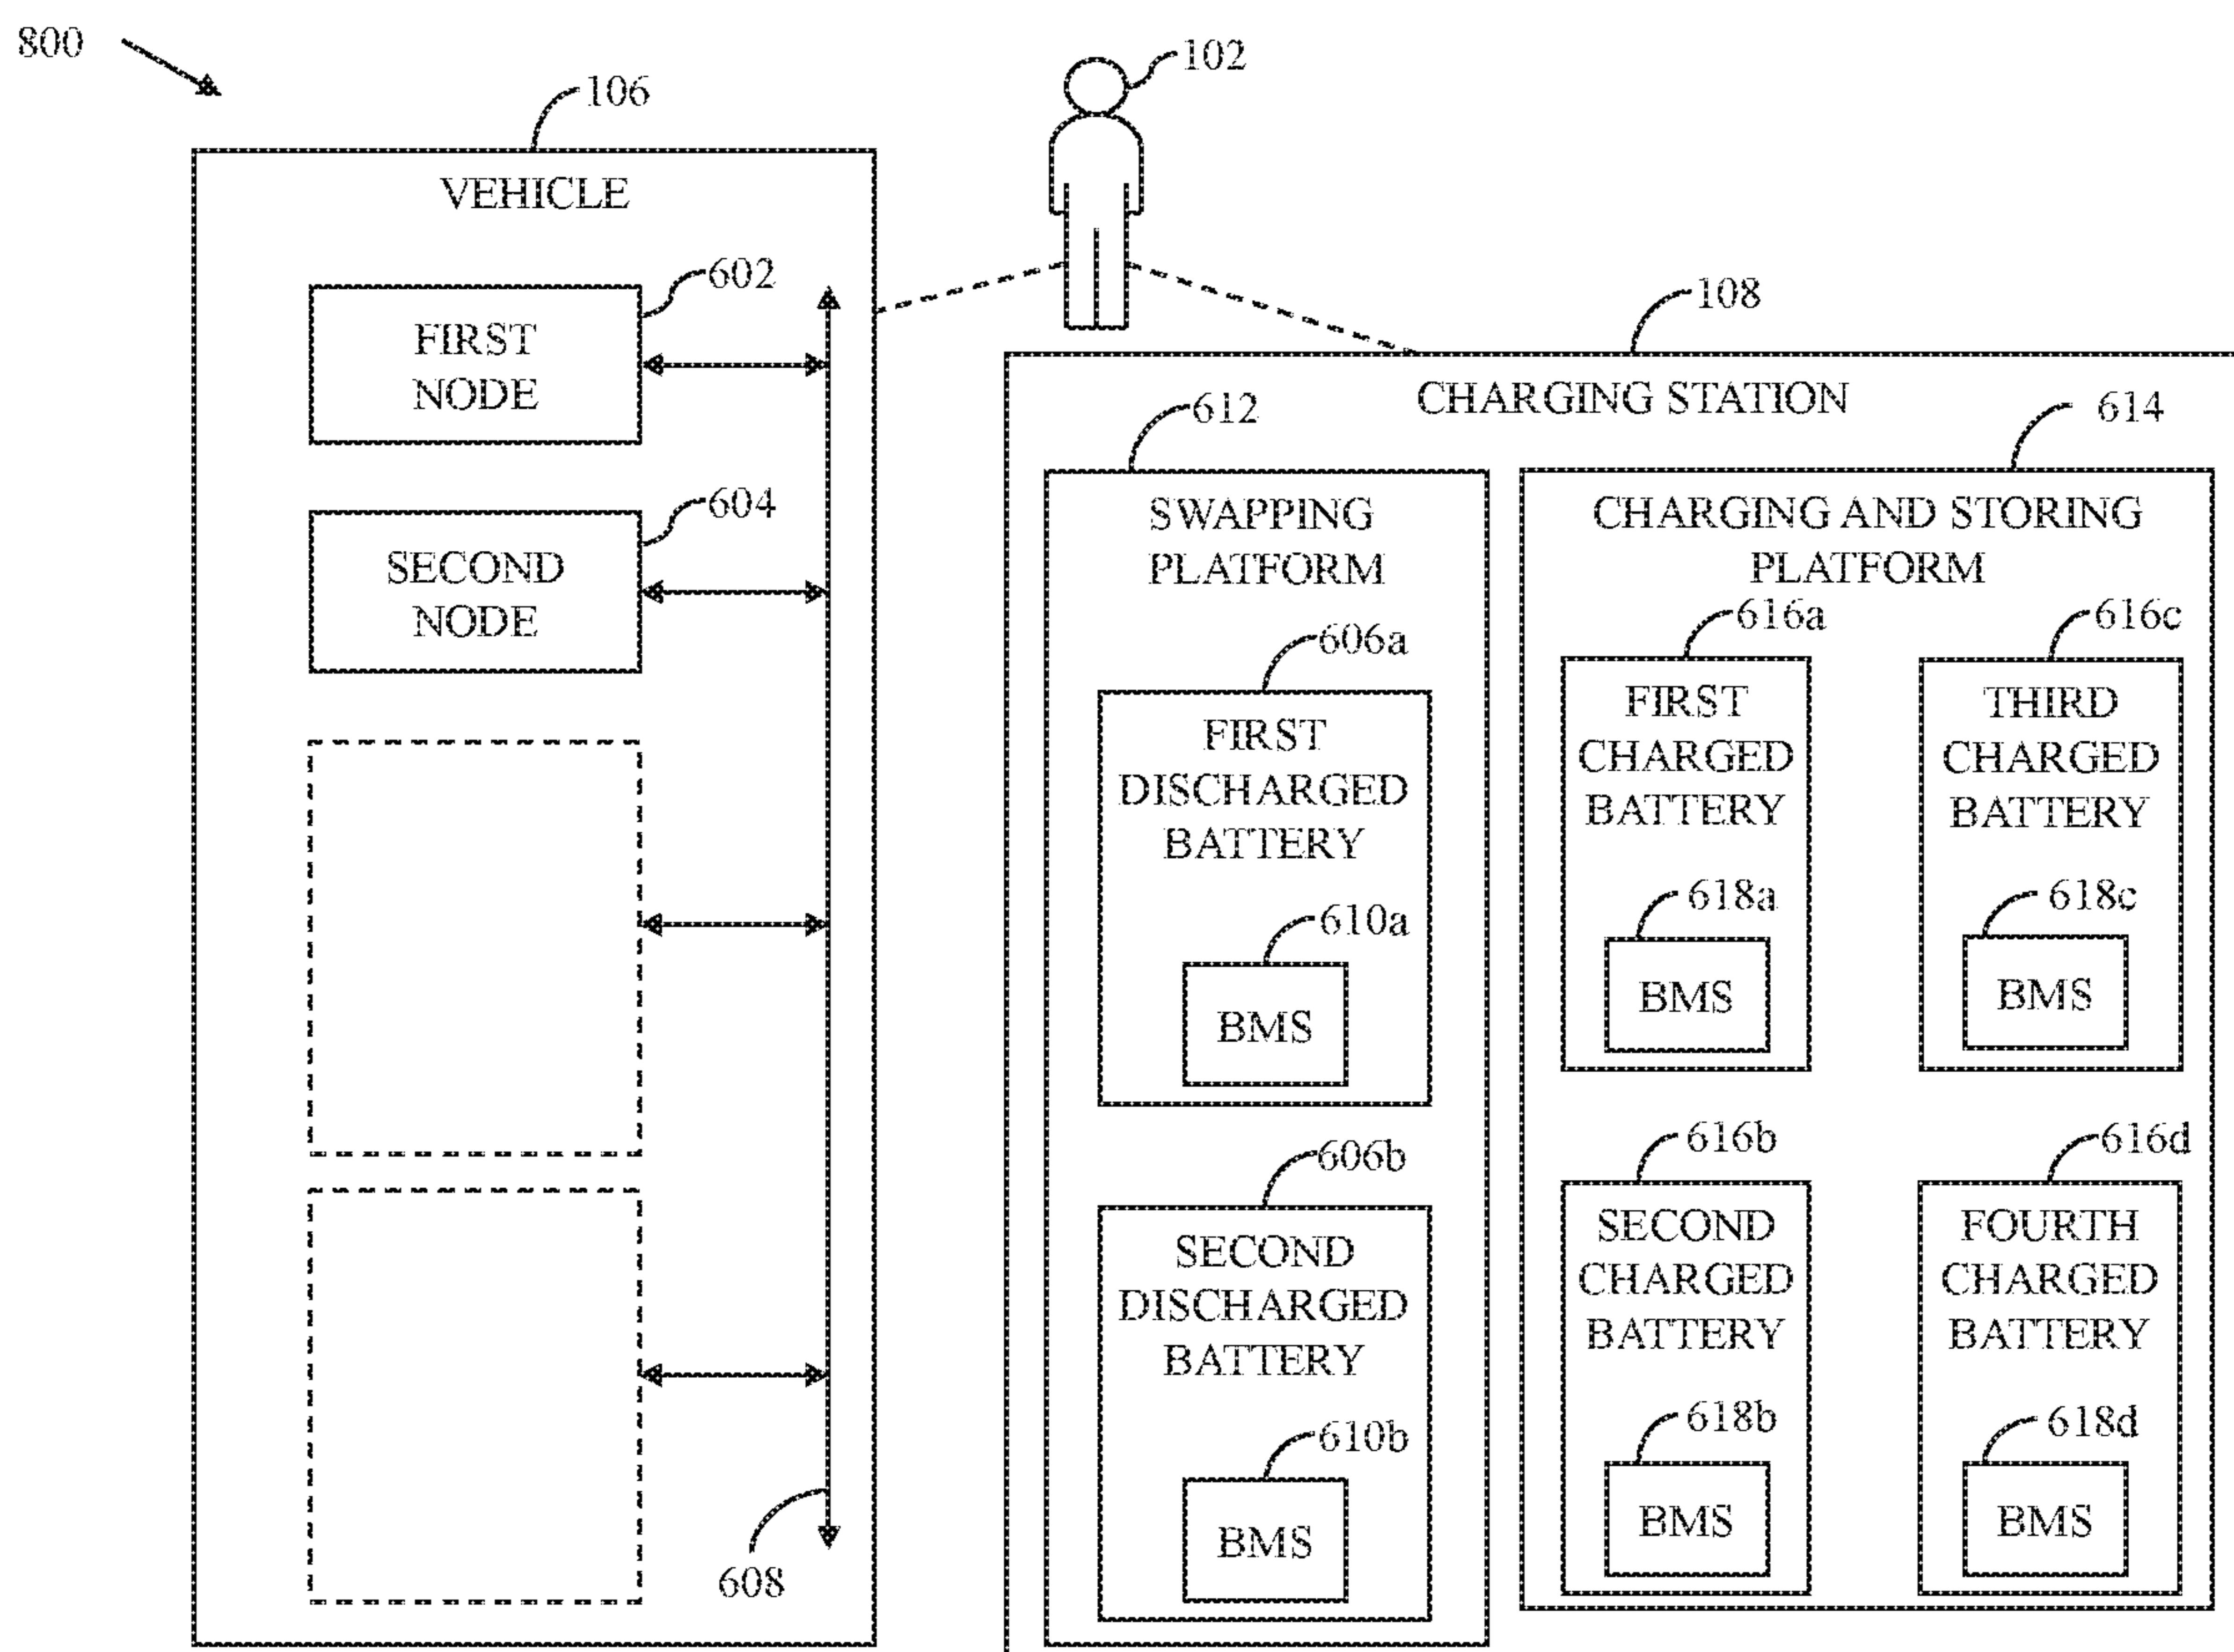 800
106
VEHICLE
602
FIRST
NODE
604
SECOND
NODE
608
102
108
CHARGING STATION
612
SWAPPING
PLATFORM
606a
FIRST
DISCHARGED
BATTERY
610a
BMS
606b
SECOND
DISCHARGED
BATTERY
610b
BMS
614
CHARGING AND STORING
PLATFORM
616a
FIRST
CHARGED
BATTERY
618a
BMS
616c
THIRD
CHARGED
BATTERY
618c
BMS
616b
SECOND
CHARGED
BATTERY
618b
BMS
616d
FOURTH
CHARGED
BATTERY
618d
BMS